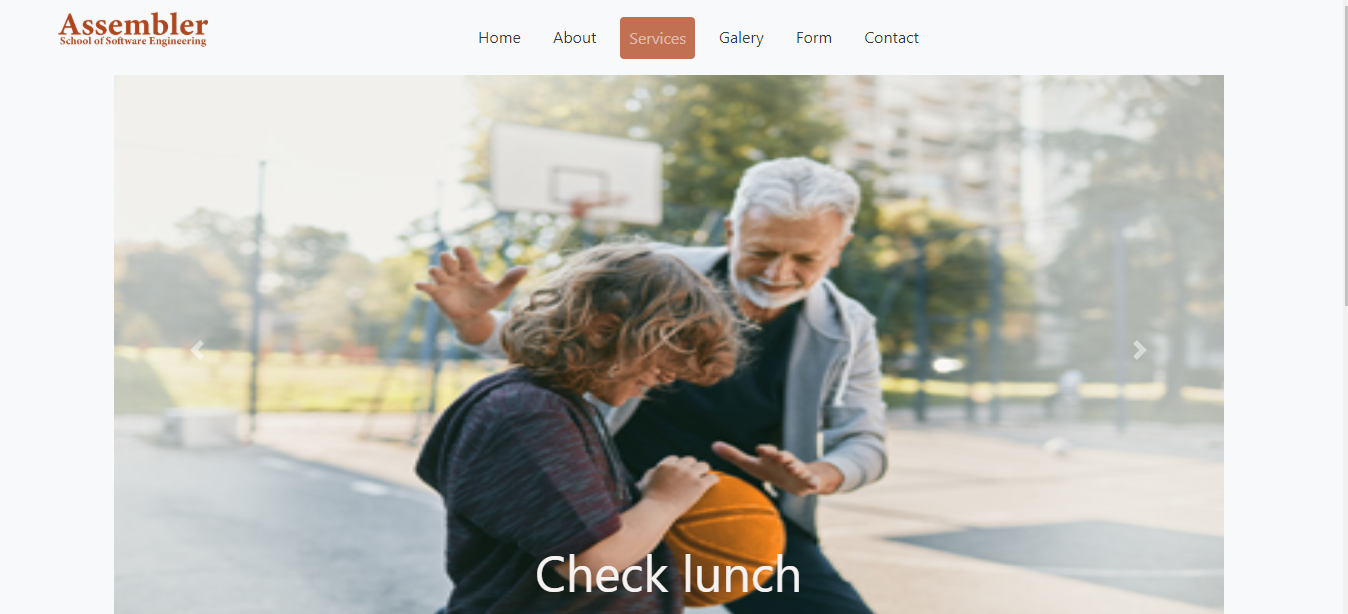 Assembler
School of Software Engineering
Home About Services Galery Form Contact
Check lunch